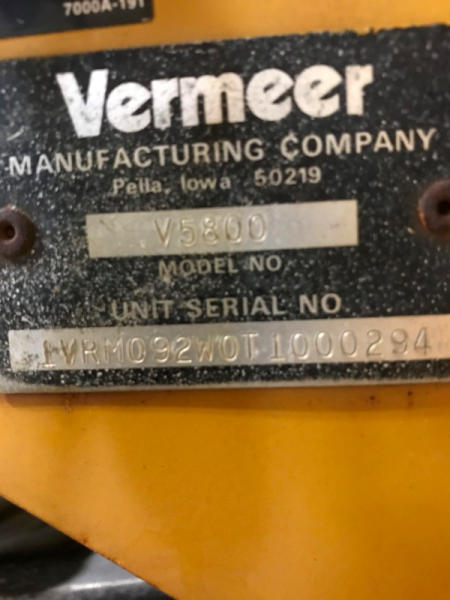 7000A-191
Vermeer
MANUFACTURING COMPANY
Pella, Iowa 50219
V5800
MODEL NO
UNIT SERIAL NO
1VRM092W0T1000294